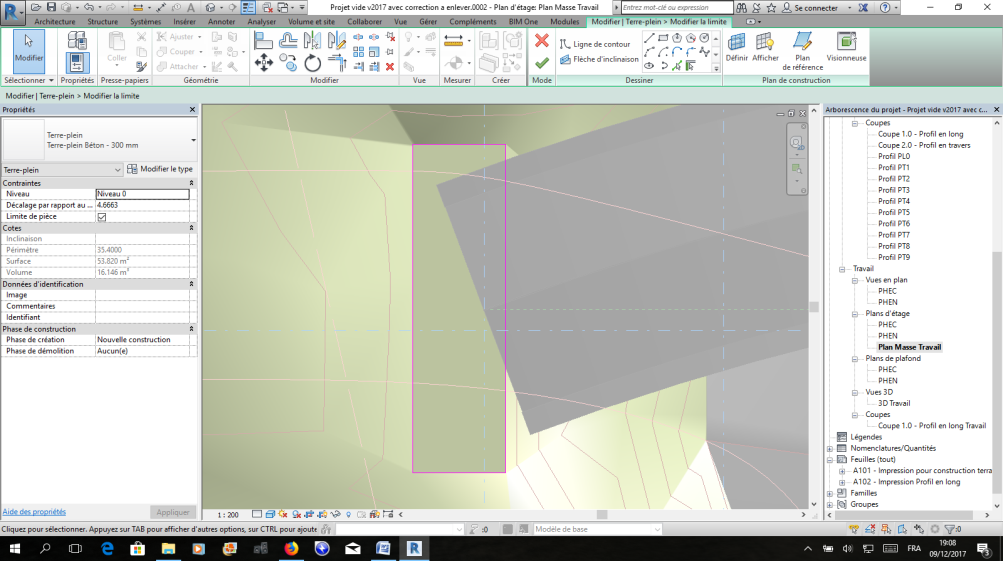 Projet vide v2017 avec correction a enlever.0002 - Plan d'étage: Plan Masse Travail
Entrez mot-clé ou expression
Se connecter
Architecture Structure Systèmes Insérer Annoter Analyser Volume et site Collaborer Vue Gérer Compléments BIM One Modules Modifier | Terre-plein > Modifier la limite
Modifier
Coller
Ajuster
Couper
Attacher
Ligne de contour
Flèche d'inclinaison
Définir Afficher Plan de référence Visionneuse
Sélectionner Propriétés Presse-papiers Géométrie Modifier Vue Mesurer Créer Mode Dessiner Plan de construction
Modifier | Terre-plein > Modifier la limite
Propriétés
Terre-plein
Terre-plein Béton - 300 mm
Terre-plein Modifier le type
Contraintes
Niveau Niveau 0
Décalage par rapport au ... 4.6663
Limite de pièce
Cotes
Inclinaison
Périmètre 35.4000
Surface 53.820 m²
Volume 16.146 m³
Données d'identification
Image
Commentaires
Identifiant
Phase de construction
Phase de création Nouvelle construction
Phase de démolition Aucun(e)
Aide des propriétés Appliquer
1 : 200
Arborescence du projet - Projet vide v2017 avec c...
Coupes
Coupe 1.0 - Profil en long
Coupe 2.0 - Profil en travers
Profil PL0
Profil PT1
Profil PT2
Profil PT3
Profil PT4
Profil PT5
Profil PT6
Profil PT7
Profil PT8
Profil PT9
Travail
Vues en plan
PHEC
PHEN
Plans d'étage
PHEC
PHEN
Plan Masse Travail
Plans de plafond
PHEC
PHEN
Vues 3D
3D Travail
Coupes
Coupe 1.0 - Profil en long Travail
Légendes
Nomenclatures/Quantités
Feuilles (tout)
A101 - Impression pour construction terra
A102 - Impression Profil en long
Familles
Groupes
Cliquez pour sélectionner. Appuyez sur TAB pour afficher d'autres options, sur CTRL pour ajoute
:0
Modèle de base
:0
FRA
19:08
09/12/2017
3